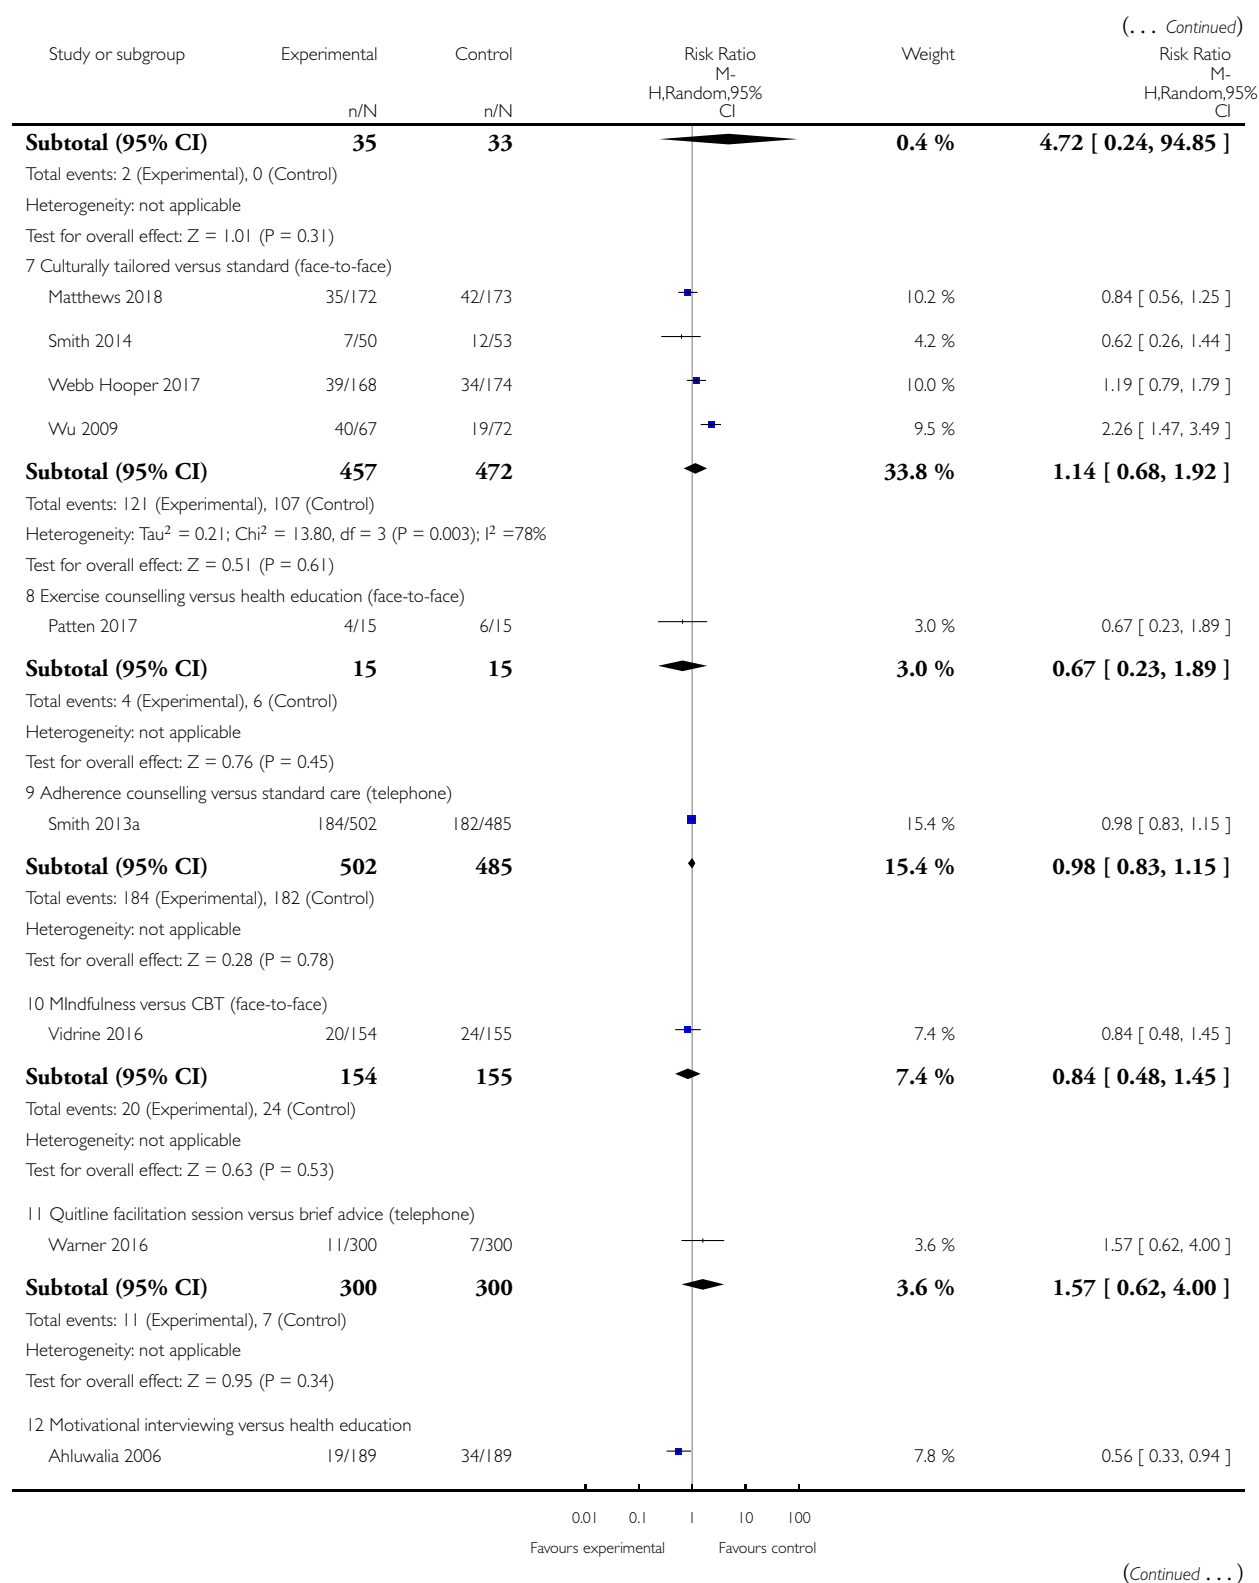 (... Continued)
Study or subgroup Experimental Control Risk Ratio Weight Risk Ratio
M- M-
H,Random,95% H,Random,95%
n/N n/N CI CI
Subtotal (95% CI) 35 33 0.4 % 4.72 [ 0.24, 94.85 ]
Total events: 2 (Experimental), 0 (Control)
Heterogeneity: not applicable
Test for overall effect: Z = 1.01 (P = 0.31)
7 Culturally tailored versus standard (face-to-face)
Matthews 2018 35/172 42/173 10.2 % 0.84 [ 0.56, 1.25 ]
Smith 2014 7/50 12/53 4.2 % 0.62 [ 0.26, 1.44 ]
Webb Hooper 2017 39/168 34/174 10.0 % 1.19 [ 0.79, 1.79 ]
Wu 2009 40/67 19/72 9.5 % 2.26 [ 1.47, 3.49 ]
Subtotal (95% CI) 457 472 33.8 % 1.14 [ 0.68, 1.92 ]
Total events: 121 (Experimental), 107 (Control)
Heterogeneity: Tau² = 0.21; Chi² = 13.80, df = 3 (P = 0.003); I² =78%
Test for overall effect: Z = 0.51 (P = 0.61)
8 Exercise counselling versus health education (face-to-face)
Patten 2017 4/15 6/15 3.0 % 0.67 [ 0.23, 1.89 ]
Subtotal (95% CI) 15 15 3.0 % 0.67 [ 0.23, 1.89 ]
Total events: 4 (Experimental), 6 (Control)
Heterogeneity: not applicable
Test for overall effect: Z = 0.76 (P = 0.45)
9 Adherence counselling versus standard care (telephone)
Smith 2013a 184/502 182/485 15.4 % 0.98 [ 0.83, 1.15 ]
Subtotal (95% CI) 502 485 15.4 % 0.98 [ 0.83, 1.15 ]
Total events: 184 (Experimental), 182 (Control)
Heterogeneity: not applicable
Test for overall effect: Z = 0.28 (P = 0.78)
10 MIndfulness versus CBT (face-to-face)
Vidrine 2016 20/154 24/155 7.4 % 0.84 [ 0.48, 1.45 ]
Subtotal (95% CI) 154 155 7.4 % 0.84 [ 0.48, 1.45 ]
Total events: 20 (Experimental), 24 (Control)
Heterogeneity: not applicable
Test for overall effect: Z = 0.63 (P = 0.53)
11 Quitline facilitation session versus brief advice (telephone)
Warner 2016 11/300 7/300 3.6 % 1.57 [ 0.62, 4.00 ]
Subtotal (95% CI) 300 300 3.6 % 1.57 [ 0.62, 4.00 ]
Total events: 11 (Experimental), 7 (Control)
Heterogeneity: not applicable
Test for overall effect: Z = 0.95 (P = 0.34)
12 Motivational interviewing versus health education
Ahluwalia 2006 19/189 34/189 7.8 % 0.56 [ 0.33, 0.94 ]
0.01 0.1 1 10 100
Favours experimental Favours control
(Continued ...)